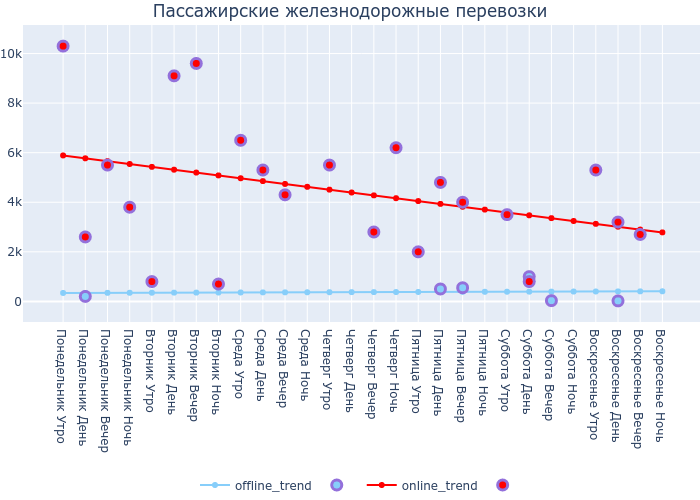 Пассажирские железнодорожные перевозки
10k
8k
6k
4k
2k
0
Понедельник Утро
Понедельник День
Понедельник Вечер
Понедельник Ночь
Вторник Утро
Вторник День
Вторник Вечер
Вторник Ночь
Среда Утро
Среда День
Среда Вечер
Среда Ночь
Четверг Утро
Четверг День
Четверг Вечер
Четверг Ночь
Пятница Утро
Пятница День
Пятница Вечер
Пятница Ночь
Суббота Утро
Суббота День
Суббота Вечер
Суббота Ночь
Воскресенье Утро
Воскресенье День
Воскресенье Вечер
Воскресенье Ночь
offline_trend
online_trend